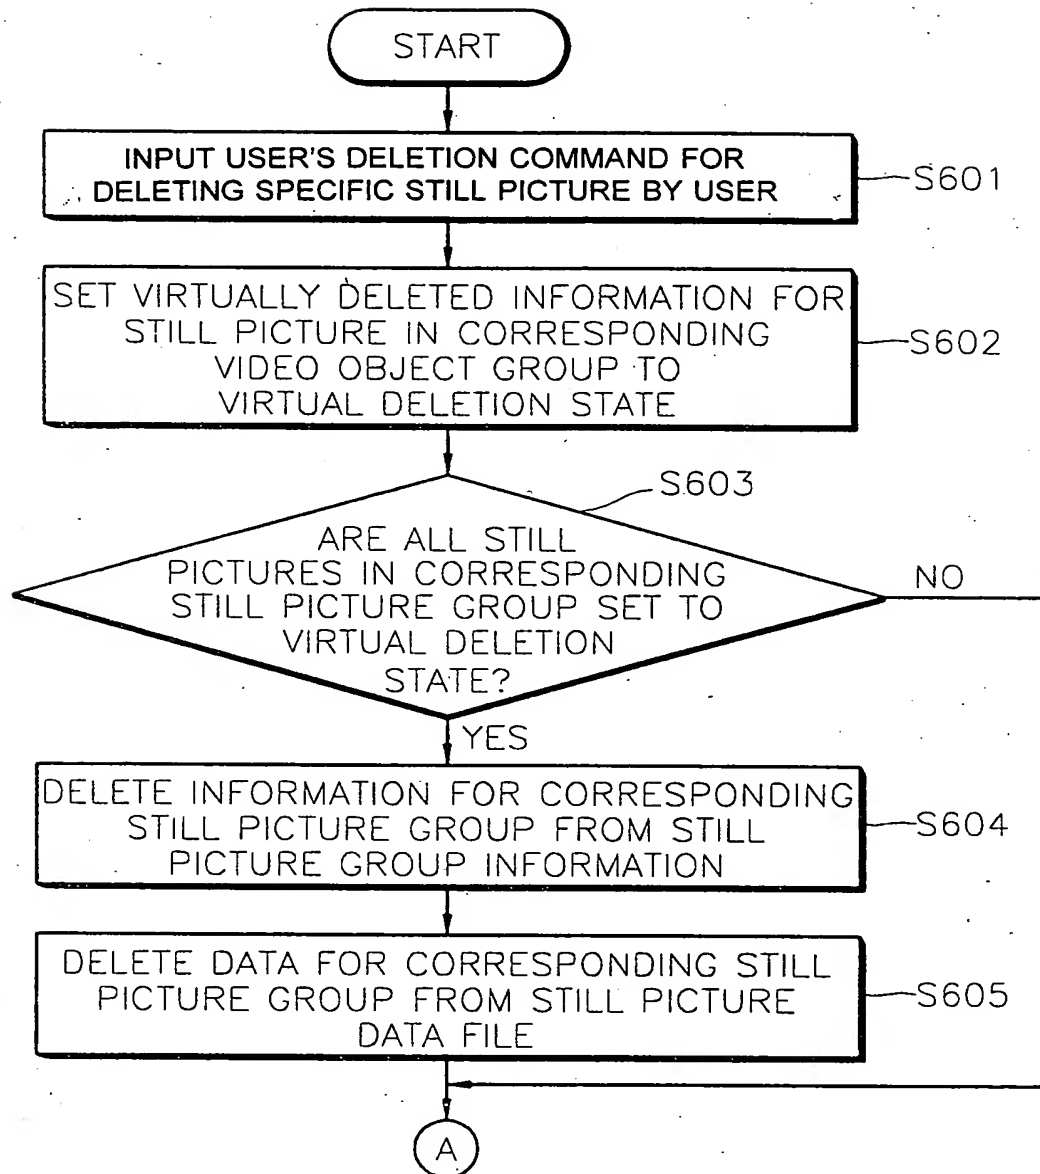 START
INPUT USER'S DELETION COMMAND FOR
DELETING SPECIFIC STILL PICTURE BY USER
S601
SET VIRTUALLY DELETED INFORMATION FOR
STILL PICTURE IN CORRESPONDING
VIDEO OBJECT GROUP TO
VIRTUAL DELETION STATE
S602
S603
ARE ALL STILL
PICTURES IN CORRESPONDING
STILL PICTURE GROUP SET TO
VIRTUAL DELETION
STATE?
NO
YES
DELETE INFORMATION FOR CORRESPONDING
STILL PICTURE GROUP FROM STILL
PICTURE GROUP INFORMATION
S604
DELETE DATA FOR CORRESPONDING STILL
PICTURE GROUP FROM STILL PICTURE
DATA FILE
S605
A